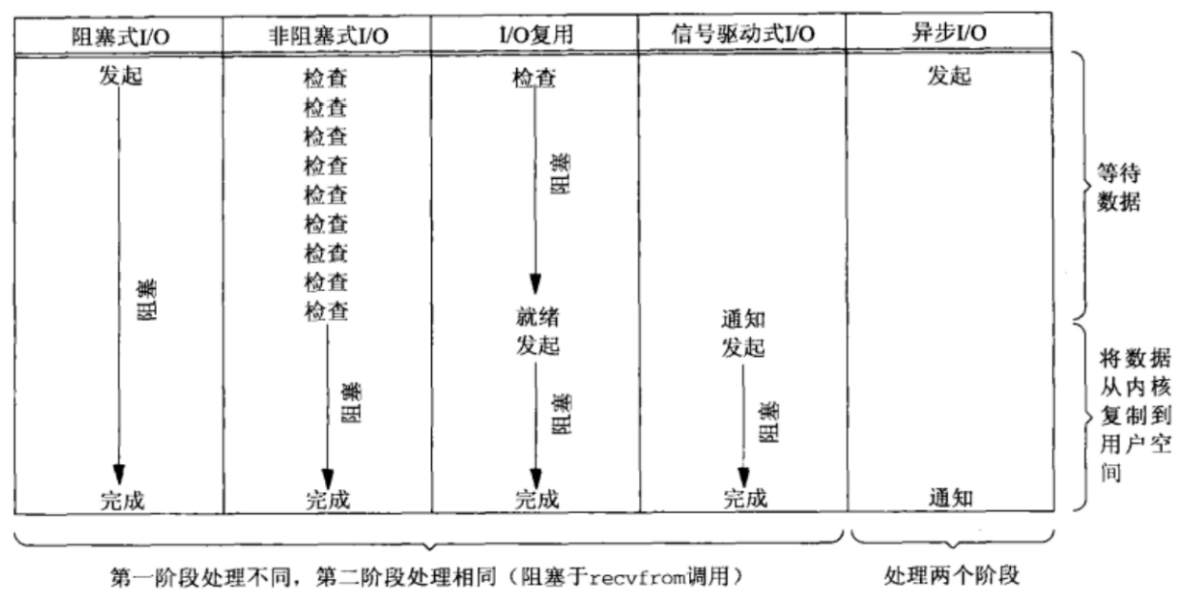 阻塞式I/O 非阻塞式I/O I/O复用 信号驱动式I/O 异步I/O
发起 检查 检查 发起
检查
检查
检查
检查
检查
检查
检查
检查
阻塞
阻塞
等待
数据
就绪 通知
发起 发起
阻塞
阻塞
阻塞
将数据
从内核
复制到
用户空
间
完成 完成 完成 完成 通知
第一阶段处理不同，第二阶段处理相同（阻塞于recvfrom调用） 处理两个阶段